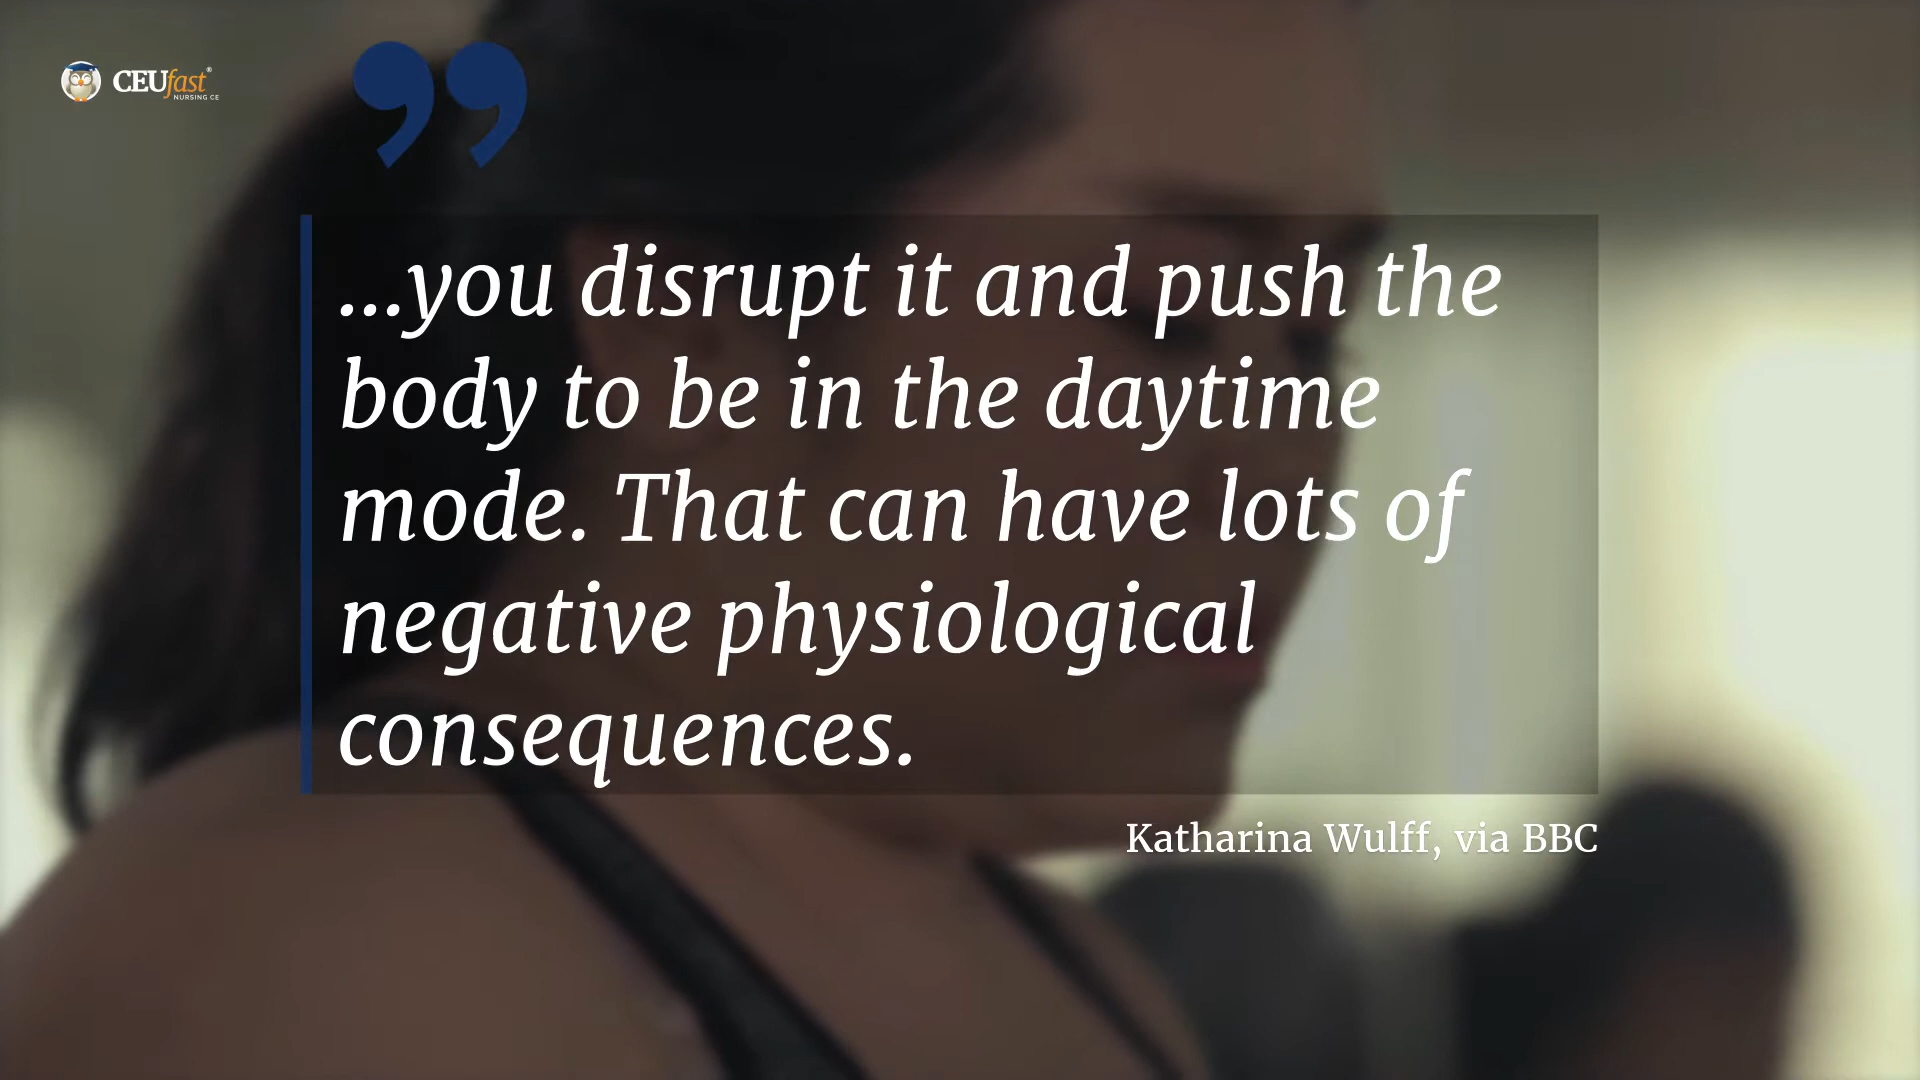 CEUfast®
NURSING CE
”
...you disrupt it and push the
body to be in the daytime
mode. That can have lots of
negative physiological
consequences.
Katharina Wulff, via BBC